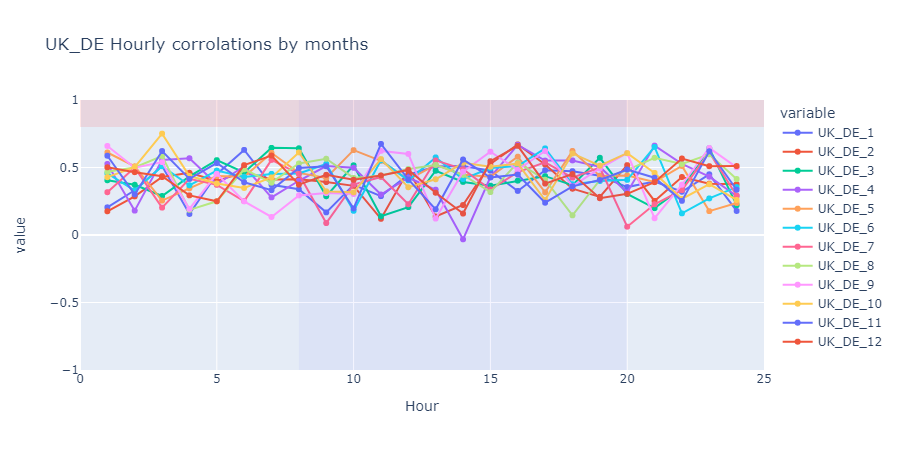 UK_DE Hourly corrolations by months
value
1
0.5
0
−0.5
−1
0
5
10
15
20
25
Hour
variable
UK_DE_1
UK_DE_2
UK_DE_3
UK_DE_4
UK_DE_5
UK_DE_6
UK_DE_7
UK_DE_8
UK_DE_9
UK_DE_10
UK_DE_11
UK_DE_12